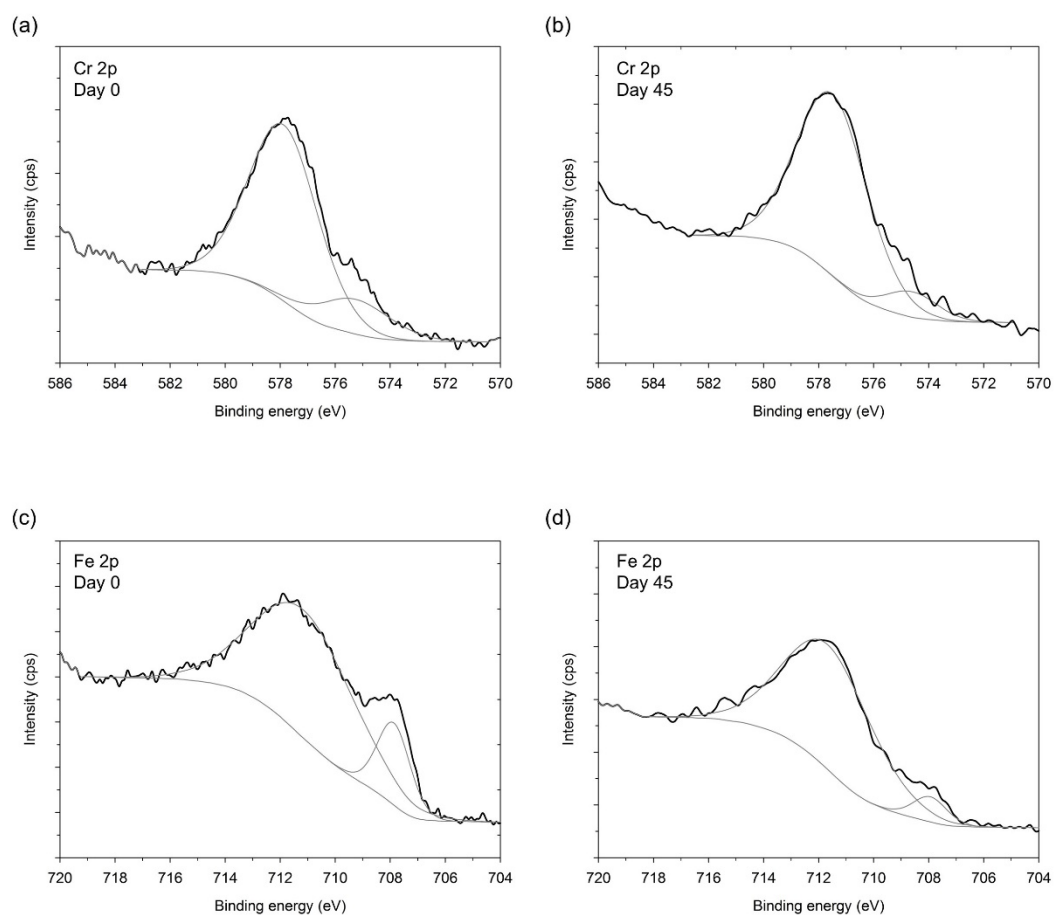 (a)
Cr 2p
Day 0
Intensity (cps)
586 584 582 580 578 576 574 572 570
Binding energy (eV)
(b)
Cr 2p
Day 45
Intensity (cps)
586 584 582 580 578 576 574 572 570
Binding energy (eV)
(c)
Fe 2p
Day 0
Intensity (cps)
720 718 716 714 712 710 708 706 704
Binding energy (eV)
(d)
Fe 2p
Day 45
Intensity (cps)
720 718 716 714 712 710 708 706 704
Binding energy (eV)